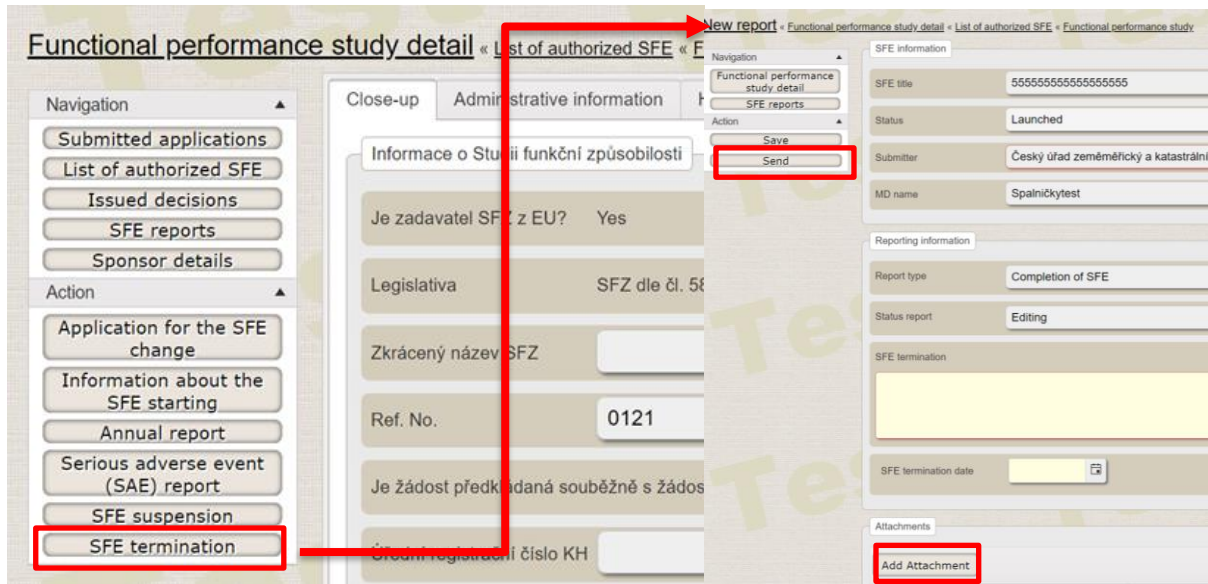 Functional performance study detail « List of authorized SFE « F
Navigation
Submitted applications
List of authorized SFE
Issued decisions
SFE reports
Sponsor details
Action
Application for the SFE
change
Information about the
SFE starting
Annual report
Serious adverse event
(SAE) report
SFE suspension
SFE termination
Close-up
Administrative information
Informace o Studii funkční způsobilosti
Je zadavatel SFZ z EU? Yes
Legislativa SFZ dle čl. 58
Zkrácený název SFZ
Ref. No. 0121
Je žádost předkládaná souběžně s žádos
Úřední registrační číslo KH
New report « Functional performance study detail « List of authorized SFE « Functional performance study
Navigation
Functional performance
study detail
SFE reports
Action
Save
Send
SFE information
SFE title 555555555555555555
Status Launched
Submitter Český úřad zeměměřický a katastrální
MD name Spalničkytest
Reporting information
Report type Completion of SFE
Status report Editing
SFE termination
SFE termination date
Attachments
Add Attachment